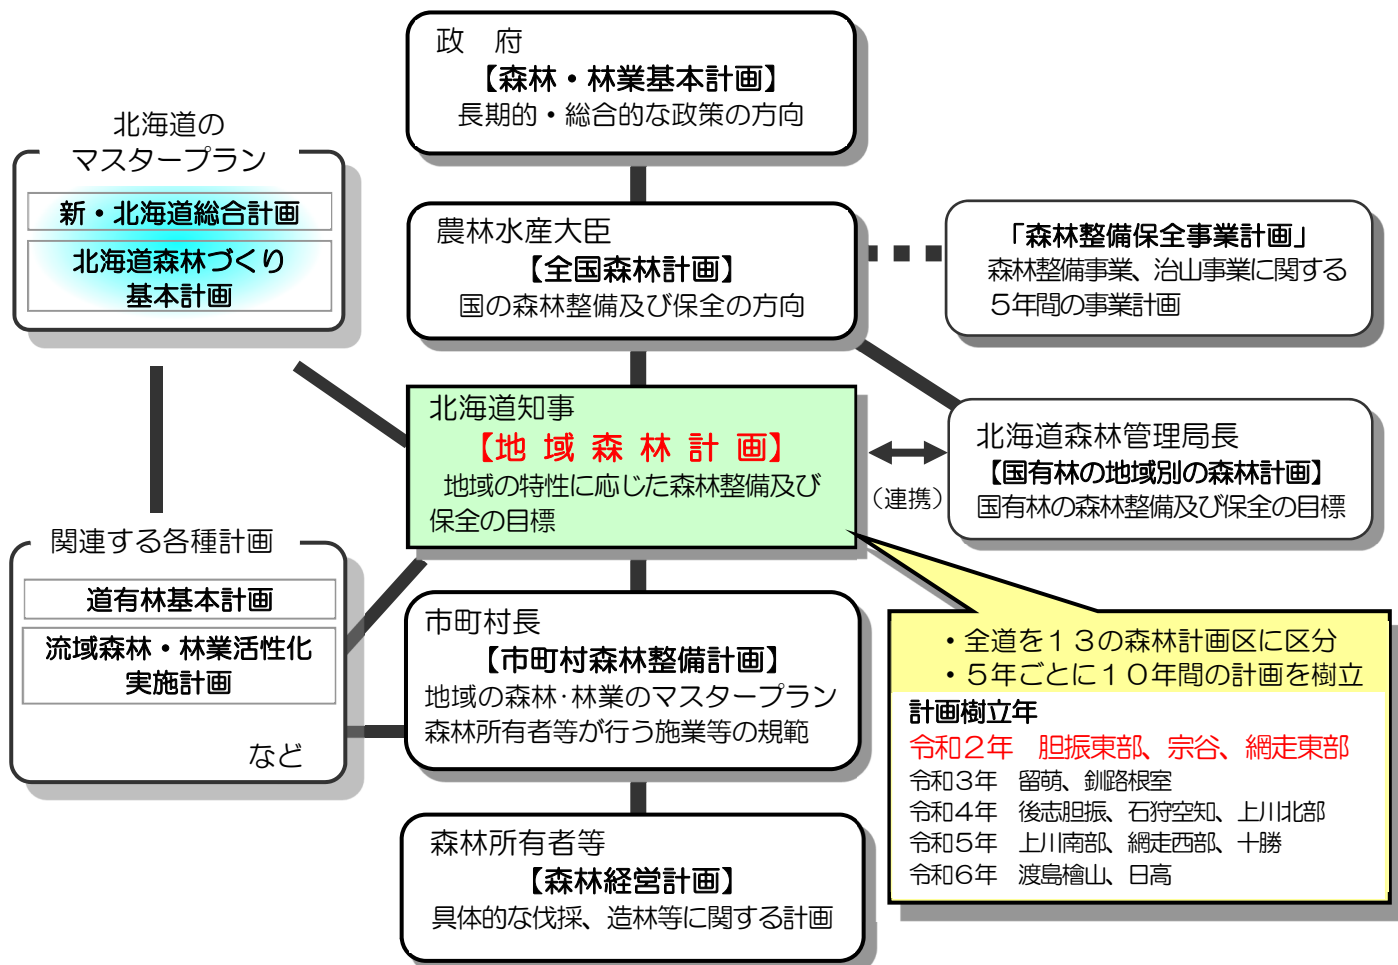 政　府
【森林・林業基本計画】
長期的・総合的な政策の方向
北海道の
マスタープラン
新・北海道総合計画
北海道森林づくり
基本計画
農林水産大臣
【全国森林計画】
国の森林整備及び保全の方向
「森林整備保全事業計画」
森林整備事業、治山事業に関する
５年間の事業計画
北海道知事
【地 域 森 林 計 画】
地域の特性に応じた森林整備及び
保全の目標
（連携）
北海道森林管理局長
【国有林の地域別の森林計画】
国有林の森林整備及び保全の目標
関連する各種計画
道有林基本計画
流域森林・林業活性化
実施計画
など
市町村長
【市町村森林整備計画】
地域の森林･林業のマスタープラン
森林所有者等が行う施業等の規範
・全道を１３の森林計画区に区分
・５年ごとに１０年間の計画を樹立
計画樹立年
令和２年　胆振東部、宗谷、網走東部
令和３年　留萌、釧路根室
令和４年　後志胆振、石狩空知、上川北部
令和５年　上川南部、網走西部、十勝
令和６年　渡島檜山、日高
森林所有者等
【森林経営計画】
具体的な伐採、造林等に関する計画